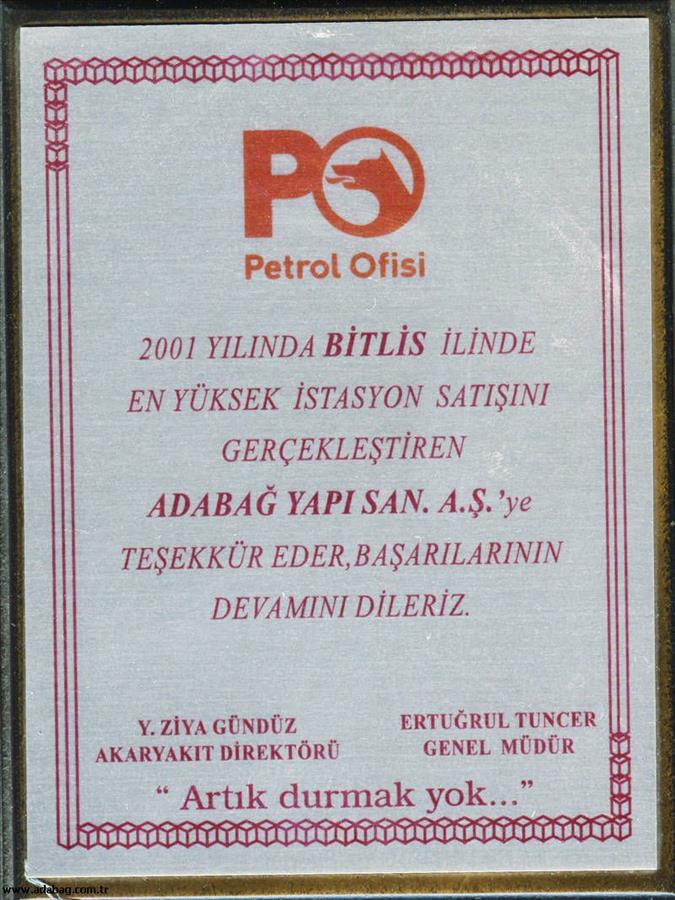 PO
Petrol Ofisi
2001 YILINDA BİTLİS İLİNDE
EN YÜKSEK İSTASYON SATIŞINI
GERÇEKLEŞTİREN
ADABAĞ YAPI SAN. A.Ş.'ye
TEŞEKKÜR EDER,BAŞARILARININ
DEVAMINI DİLERİZ.
Y. ZİYA GÜNDÜZ
AKARYAKIT DİREKTÖRÜ
ERTUĞRUL TUNCER
GENEL MÜDÜR
“ Artık durmak yok...”
www.adabag.com.tr